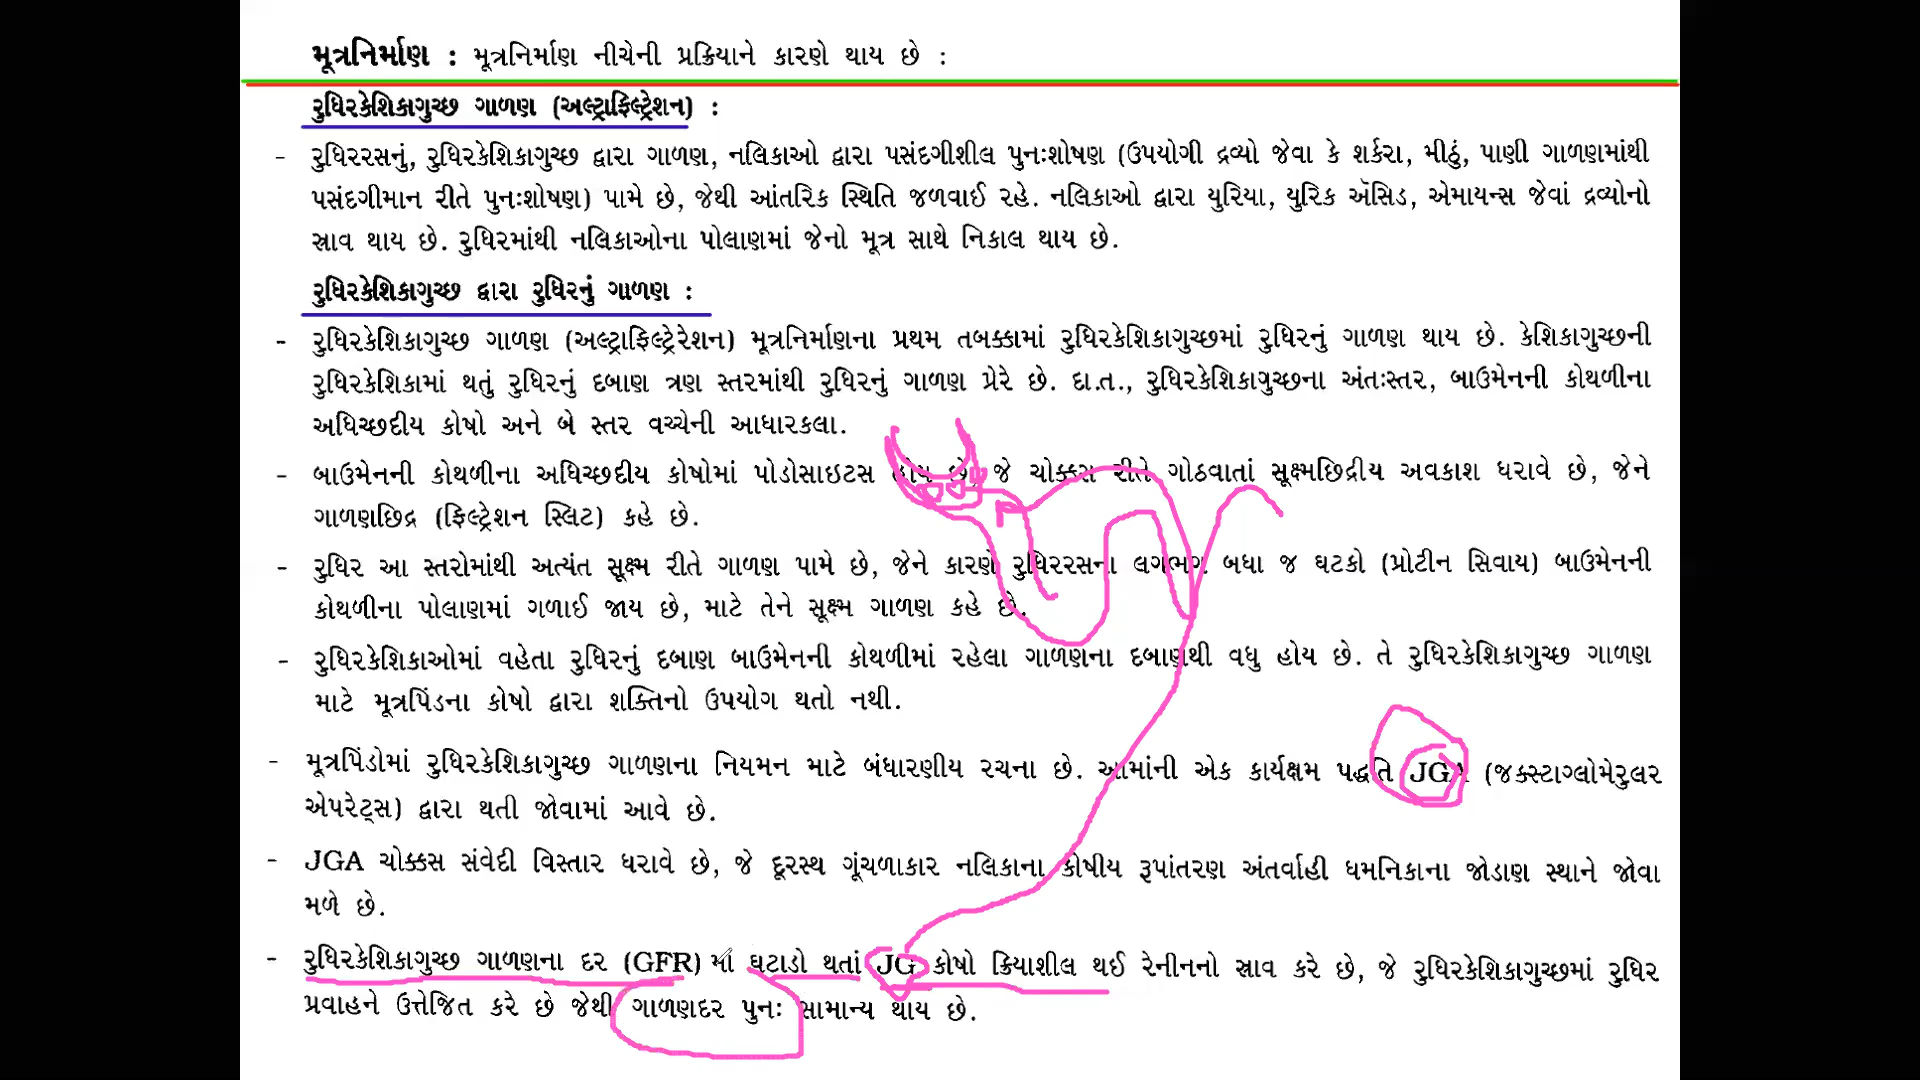 મૂત્રનિર્માણ : મૂત્રનિર્માણ નીચેની પ્રક્રિયાને કારણે થાય છે :
રુધિરકેશિકાગુચ્છ ગાળણ (અલ્ટ્રાફિલ્ટ્રેશન) :
- રુધિરરસનું, રુધિરકેશિકાગુચ્છ દ્વારા ગાળણ, નલિકાઓ દ્વારા પસંદગીશીલ પુનઃશોષણ (ઉપયોગી દ્રવ્યો જેવા કે શર્કરા, મીઠું, પાણી ગાળણમાંથી
પસંદગીમાન રીતે પુનઃશોષણ) પામે છે, જેથી આંતરિક સ્થિતિ જળવાઈ રહે. નલિકાઓ દ્વારા યુરિયા, યુરિક ઍસિડ, એમાયન્સ જેવાં દ્રવ્યોનો
સ્રાવ થાય છે. રુધિરમાંથી નલિકાઓના પોલાણમાં જેનો મૂત્ર સાથે નિકાલ થાય છે.
રુધિરકેશિકાગુચ્છ દ્વારા રુધિરનું ગાળણ :
- રુધિરકેશિકાગુચ્છ ગાળણ (અલ્ટ્રાફિલ્ટ્રેરેશન) મૂત્રનિર્માણના પ્રથમ તબક્કામાં રુધિરકેશિકાગુચ્છમાં રુધિરનું ગાળણ થાય છે. કેશિકાગુચ્છની
રુધિરકેશિકામાં થતું રુધિરનું દબાણ ત્રણ સ્તરમાંથી રુધિરનું ગાળણ પ્રેરે છે. દા.ત., રુધિરકેશિકાગુચ્છના અંતઃસ્તર, બાઉમેનની કોથળીના
અધિચ્છદીય કોષો અને બે સ્તર વચ્ચેની આધારકલા.
- બાઉમેનની કોથળીના અધિચ્છદીય કોષોમાં પોડોસાઇટસ હોય છે, જે ચોક્કસ રીતે ગોઠવાતાં સૂક્ષ્મછિદ્રીય અવકાશ ધરાવે છે, જેને
ગાળણછિદ્ર (ફિલ્ટ્રેશન સ્લિટ) કહે છે.
- રુધિર આ સ્તરોમાંથી અત્યંત સૂક્ષ્મ રીતે ગાળણ પામે છે, જેને કારણે રુધિરરસના લગભગ બધા જ ઘટકો (પ્રોટીન સિવાય) બાઉમેનની
કોથળીના પોલાણમાં ગળાઈ જાય છે, માટે તેને સૂક્ષ્મ ગાળણ કહે છે.
- રુધિરકેશિકાઓમાં વહેતા રુધિરનું દબાણ બાઉમેનની કોથળીમાં રહેલા ગાળણના દબાણથી વધુ હોય છે. તે રુધિરકેશિકાગુચ્છ ગાળણ
માટે મૂત્રપિંડના કોષો દ્વારા શક્તિનો ઉપયોગ થતો નથી.
- મૂત્રપિંડોમાં રુધિરકેશિકાગુચ્છ ગાળણના નિયમન માટે બંધારણીય રચના છે. આમાંની એક કાર્યક્ષમ પદ્ધતિ JGA (જક્સ્ટાગ્લોમેરુલર
એપરેટ્સ) દ્વારા થતી જોવામાં આવે છે.
- JGA ચોક્કસ સંવેદી વિસ્તાર ધરાવે છે, જે દૂરસ્થ ગૂંચળાકાર નલિકાના કોષીય રૂપાંતરણ અંતર્વાહી ધમનિકાના જોડાણ સ્થાને જોવા
મળે છે.
- રુધિરકેશિકાગુચ્છ ગાળણના દર (GFR) માં ઘટાડો થતાં JG કોષો ક્રિયાશીલ થઈ રેનીનનો સ્રાવ કરે છે, જે રુધિરકેશિકાગુચ્છમાં રુધિર
પ્રવાહને ઉત્તેજિત કરે છે જેથી ગાળણદર પુનઃ સામાન્ય થાય છે.